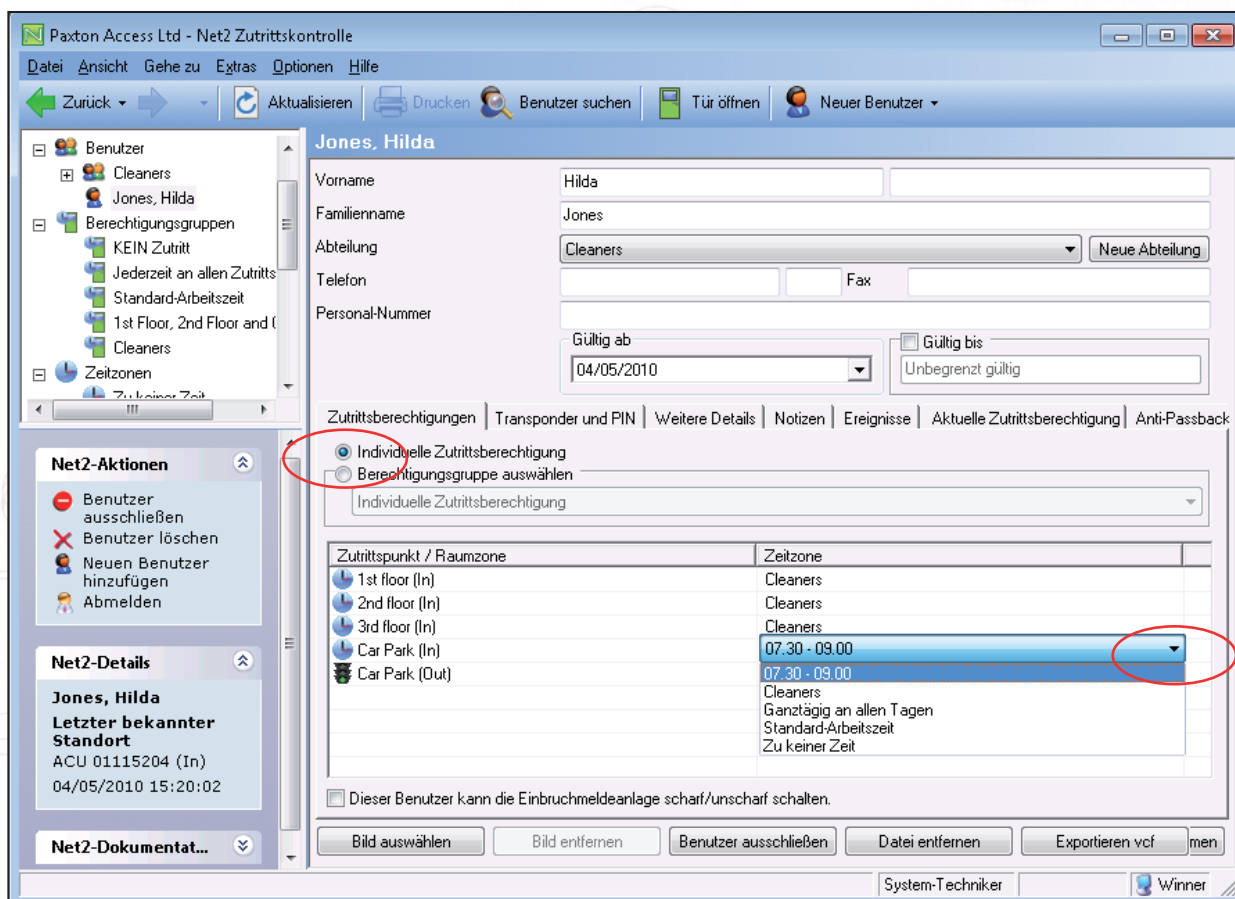 Paxton Access Ltd - Net2 Zutrittskontrolle
Datei Ansicht Gehe zu Extras Optionen Hilfe
Zurück Aktualisieren Drucken Benutzer suchen Tür öffnen Neuer Benutzer
Benutzer
Cleaners
Jones, Hilda
Berechtigungsgruppen
KEIN Zutritt
Jederzeit an allen Zutritts
Standard-Arbeitszeit
1st Floor, 2nd Floor and
Cleaners
Zeitzonen
Zu keiner Zeit
Net2-Aktionen
Benutzer
ausschließen
Benutzer löschen
Neuen Benutzer
hinzufügen
Abmelden
Net2-Details
Jones, Hilda
Letzter bekannter
Standort
ACU 01115204 (In)
04/05/2010 15:20:02
Net2-Dokumentat...
Jones, Hilda
Vorname Hilda
Familienname Jones
Abteilung Cleaners Neue Abteilung
Telefon Fax
Personal-Nummer
Gültig ab Gültig bis
04/05/2010 Unbegrenzt gültig
Zutrittsberechtigungen Transponder und PIN Weitere Details Notizen Ereignisse Aktuelle Zutrittsberechtigung Anti-Passback
Individuelle Zutrittsberechtigung
Berechtigungsgruppe auswählen
Individuelle Zutrittsberechtigung
Zutrittspunkt / Raumzone Zeitzone
1st floor (In) Cleaners
2nd floor (In) Cleaners
3rd floor (In) Cleaners
Car Park (In) 07.30 - 09.00
Car Park (Out) 07.30 - 09.00
Cleaners
Ganztägig an allen Tagen
Standard-Arbeitszeit
Zu keiner Zeit
Dieser Benutzer kann die Einbruchmeldeanlage scharf/unscharf schalten.
Bild auswählen Bild entfernen Benutzer ausschließen Datei entfernen Exportieren vcf men
System-Techniker Winner